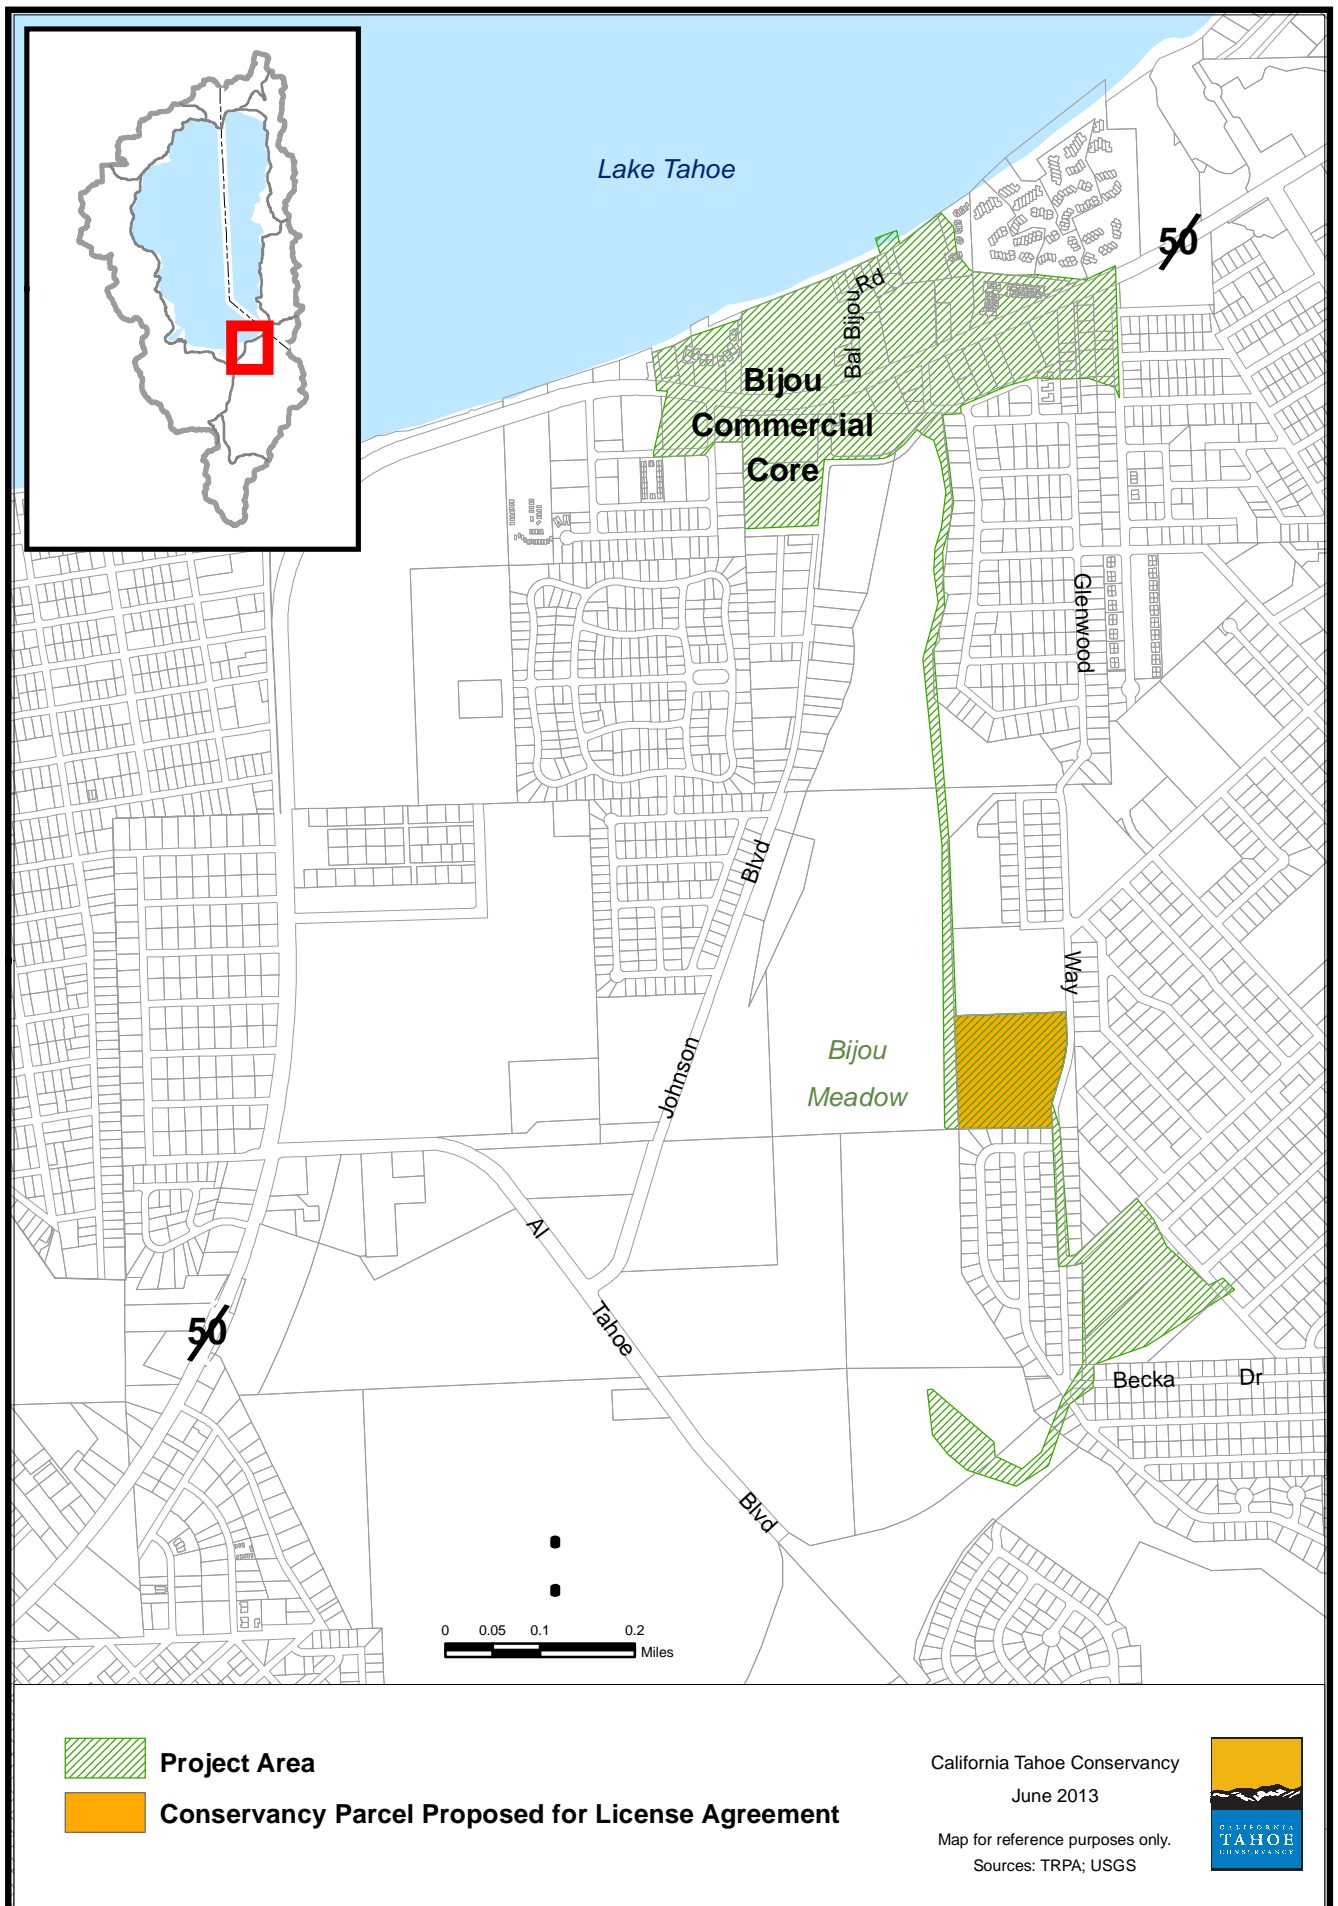 Lake Tahoe
50
Bal Bijou Rd
Bijou
Commercial
Core
Glenwood
Way
Johnson
Blvd
Bijou
Meadow
Al
Tahoe
Blvd
50
Becka Dr
0 0.05 0.1 0.2
Miles
Project Area
Conservancy Parcel Proposed for License Agreement
California Tahoe Conservancy
June 2013
Map for reference purposes only.
Sources: TRPA; USGS
CALIFORNIA
TAHOE
CONSERVANCY